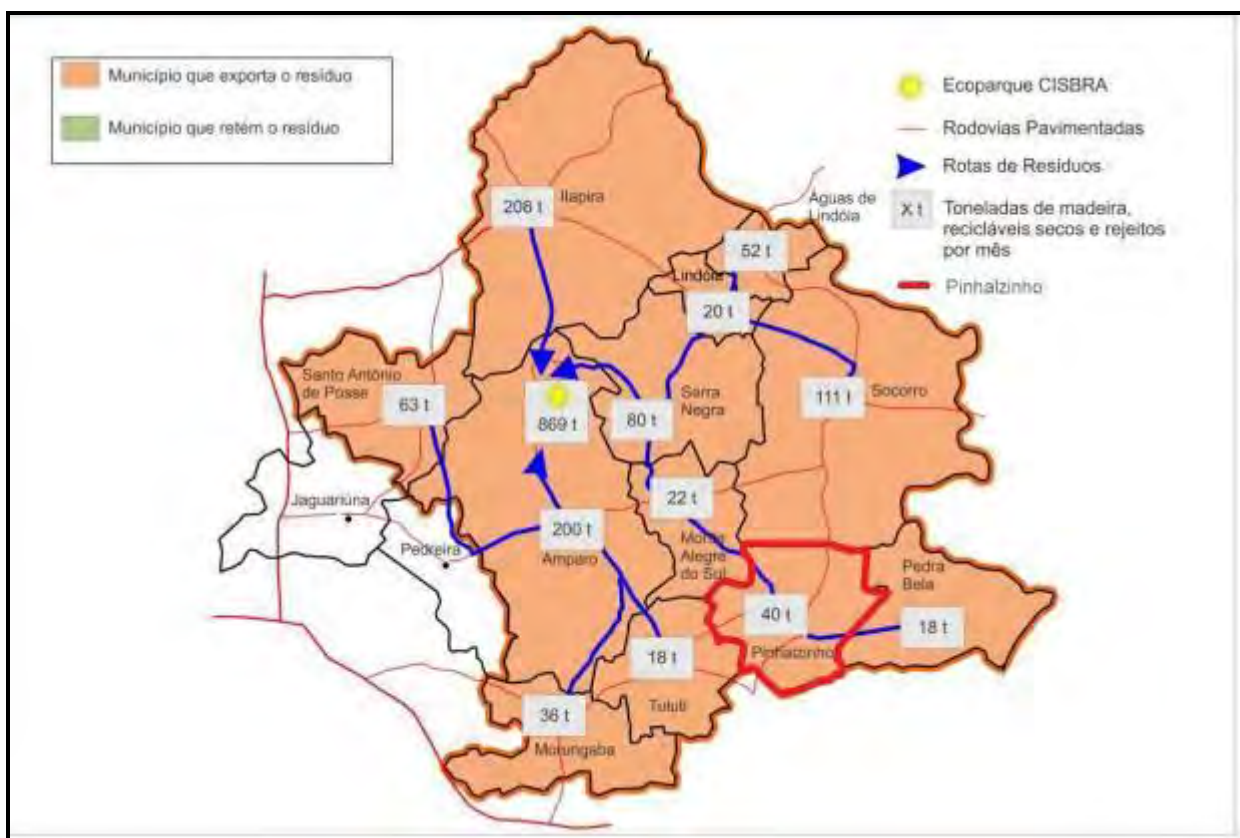 Município que exporta o resíduo
Município que retém o resíduo
Ecoparque CISBRA
Rodovias Pavimentadas
Rotas de Resíduos
X t
Toneladas de madeira,
recicláveis secos e rejeitos
por mês
Pinhalzinho
Itapira
208 t
Águas de
Lindóia
52 t
Lindóia
20 t
Santo Antônio
de Posse
63 t
Serra
Negra
80 t
111 t
Socorro
869 t
22 t
Monte
Alegre
do Sul
Jaguariúna
Pedreira
200 t
Amparo
Pedra
Bela
40 t
18 t
Pinhalzinho
18 t
Tuiuti
36 t
Morungaba